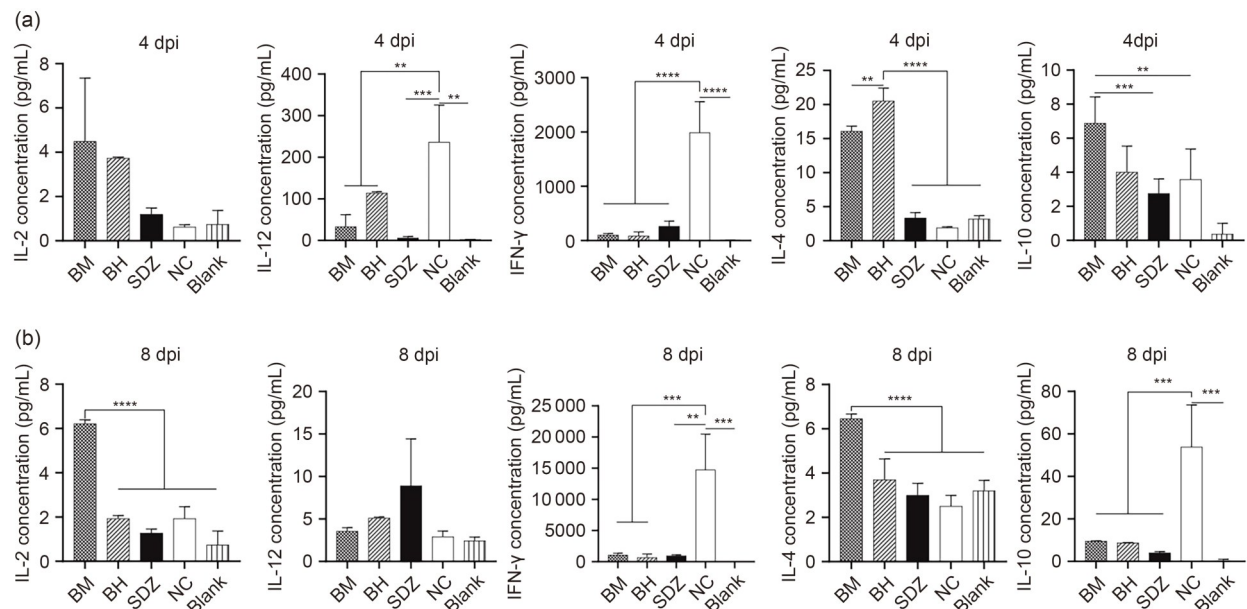 (a)
4 dpi
IL-2 concentration (pg/mL)
8
6
4
2
0
BM
BH
SDZ
NC
Blank
4 dpi
IL-12 concentration (pg/mL)
400
300
200
100
0
**
***
**
BM
BH
SDZ
NC
Blank
4 dpi
IFN-γ concentration (pg/mL)
3000
2000
1000
0
****
****
BM
BH
SDZ
NC
Blank
4 dpi
IL-4 concentration (pg/mL)
25
20
15
10
5
0
**
****
BM
BH
SDZ
NC
Blank
4dpi
IL-10 concentration (pg/mL)
10
8
6
4
2
0
**
***
BM
BH
SDZ
NC
Blank
(b)
8 dpi
IL-2 concentration (pg/mL)
8
6
4
2
0
****
BM
BH
SDZ
NC
Blank
8 dpi
IL-12 concentration (pg/mL)
20
15
10
5
0
BM
BH
SDZ
NC
Blank
8 dpi
IFN-γ concentration (pg/mL)
25 000
20 000
15 000
10 000
5000
0
***
**
***
BM
BH
SDZ
NC
Blank
8 dpi
IL-4 concentration (pg/mL)
8
6
4
2
0
****
BM
BH
SDZ
NC
Blank
8 dpi
IL-10 concentration (pg/mL)
80
60
40
20
0
***
***
BM
BH
SDZ
NC
Blank